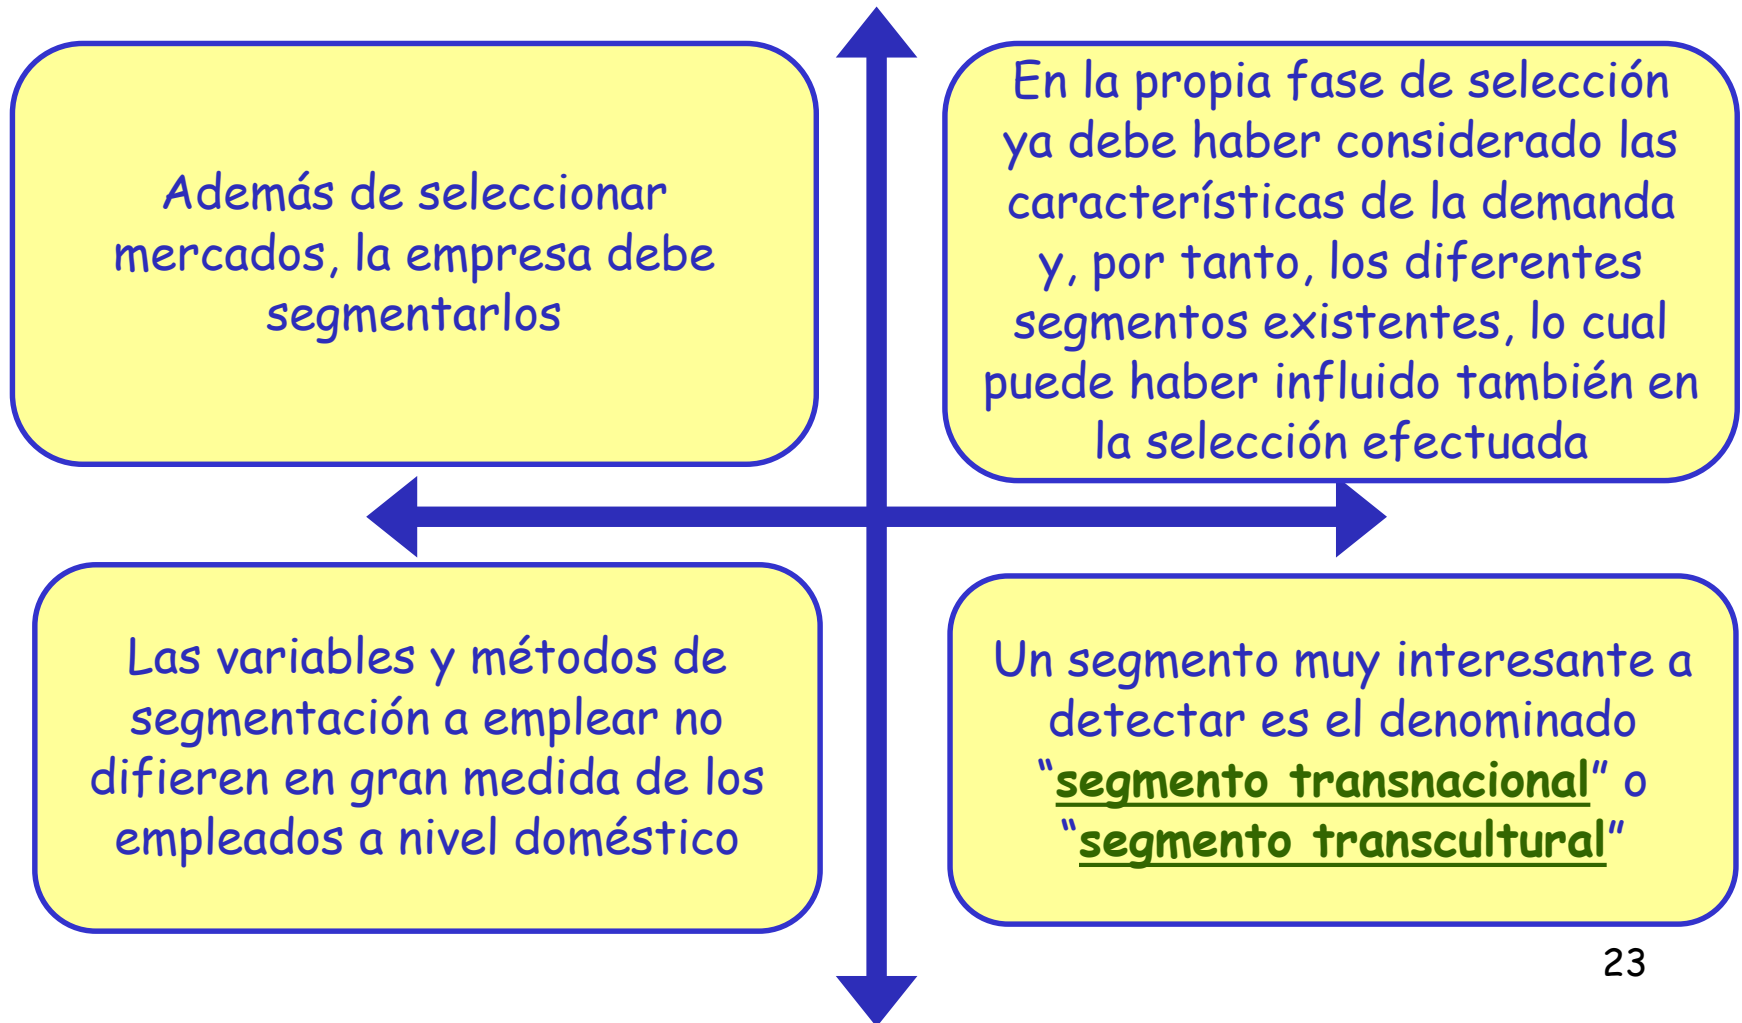 Además de seleccionar
mercados, la empresa debe
segmentarlos
En la propia fase de selección
ya debe haber considerado las
características de la demanda
y, por tanto, los diferentes
segmentos existentes, lo cual
puede haber influido también en
la selección efectuada
Las variables y métodos de
segmentación a emplear no
difieren en gran medida de los
empleados a nivel doméstico
Un segmento muy interesante a
detectar es el denominado
“segmento transnacional” o
“segmento transcultural”
23